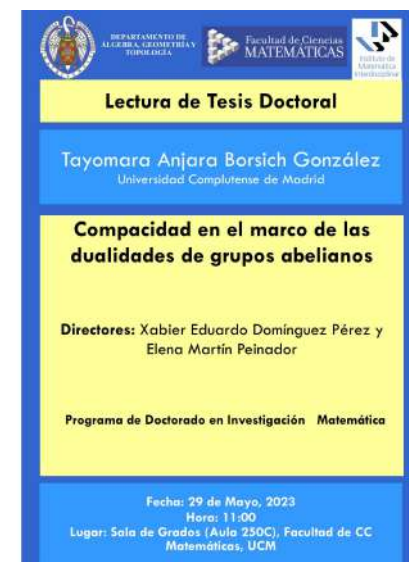 DEPARTAMENTO DE
ÁLGEBRA, GEOMETRÍA Y
TOPOLOGÍA
Facultad de Ciencias
MATEMÁTICAS
Instituto de
Matemática
Interdisciplinar
Lectura de Tesis Doctoral
Tayomara Anjara Borsich González
Universidad Complutense de Madrid
Compacidad en el marco de las
dualidades de grupos abelianos
Directores: Xabier Eduardo Domínguez Pérez y
Elena Martín Peinador
Programa de Doctorado en Investigación Matemática
Fecha: 29 de Mayo, 2023
Hora: 11:00
Lugar: Sala de Grados (Aula 250C), Facultad de CC
Matemáticas, UCM